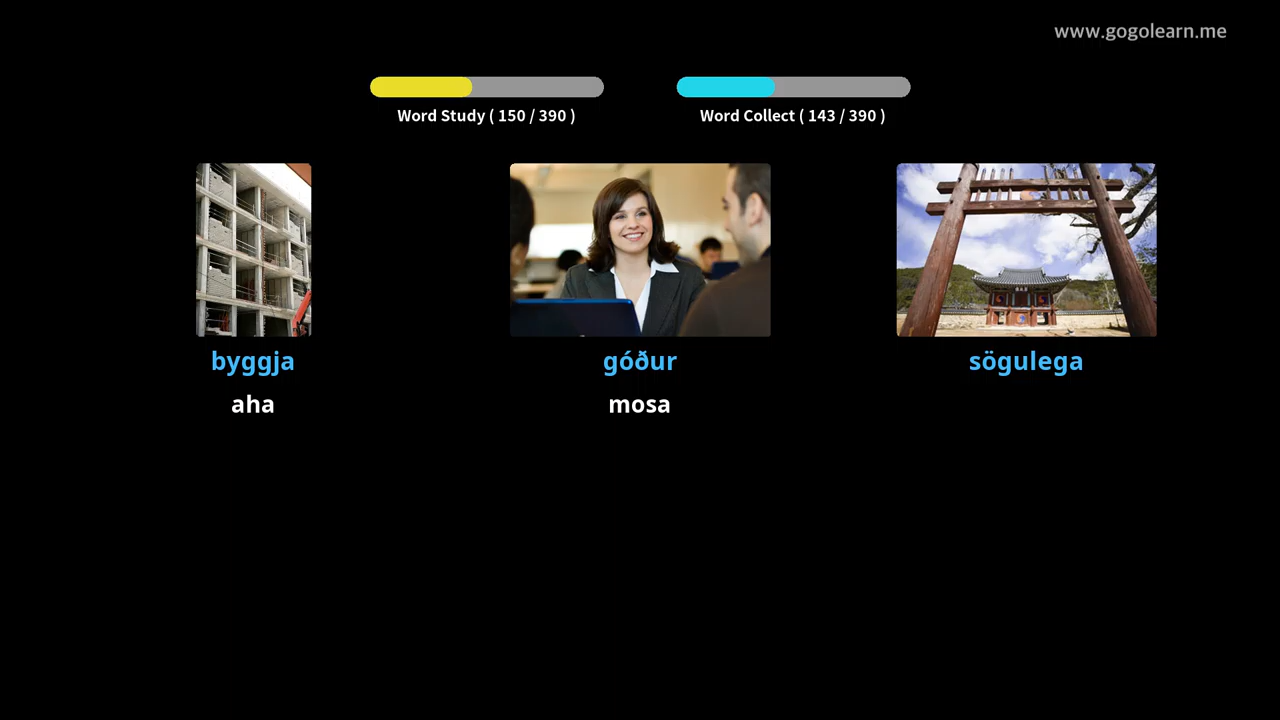 www.gogolearn.me
Word Study ( 150 / 390 )
Word Collect ( 143 / 390 )
byggja
góður
sögulega
aha
mosa